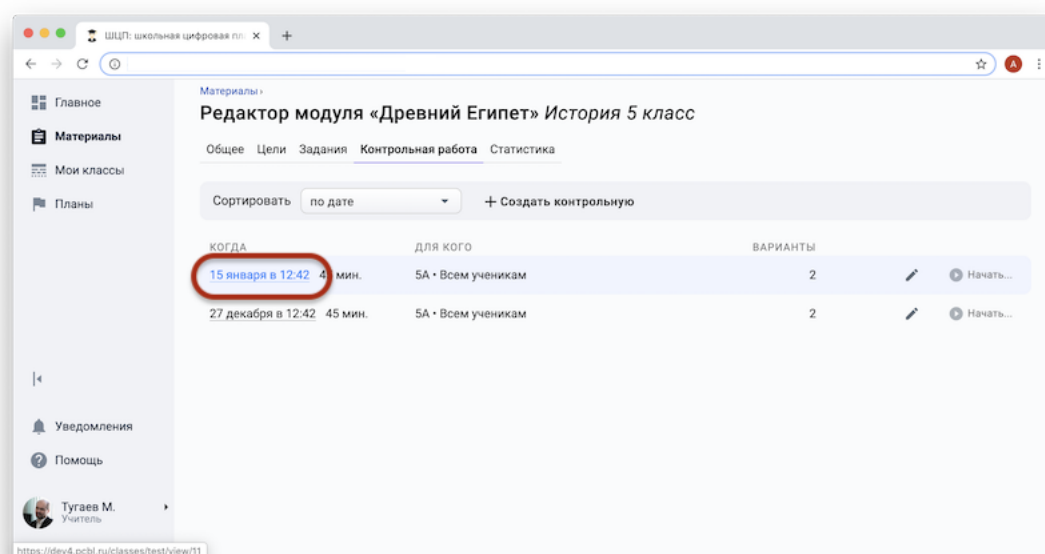 ШЦП: школьная цифровая пл
A
Главное
Материалы
Мои классы
Планы
Уведомления
Помощь
Тугаев М.
Учитель
Материалы ›
Редактор модуля «Древний Египет» История 5 класс
Общее Цели Задания Контрольная работа Статистика
Сортировать по дате + Создать контрольную
КОГДА ДЛЯ КОГО ВАРИАНТЫ
15 января в 12:42 мин. 5А • Всем ученикам 2 Начать...
27 декабря в 12:42 45 мин. 5А • Всем ученикам 2 Начать...
https://dev4.pcbl.ru/classes/test/view/11